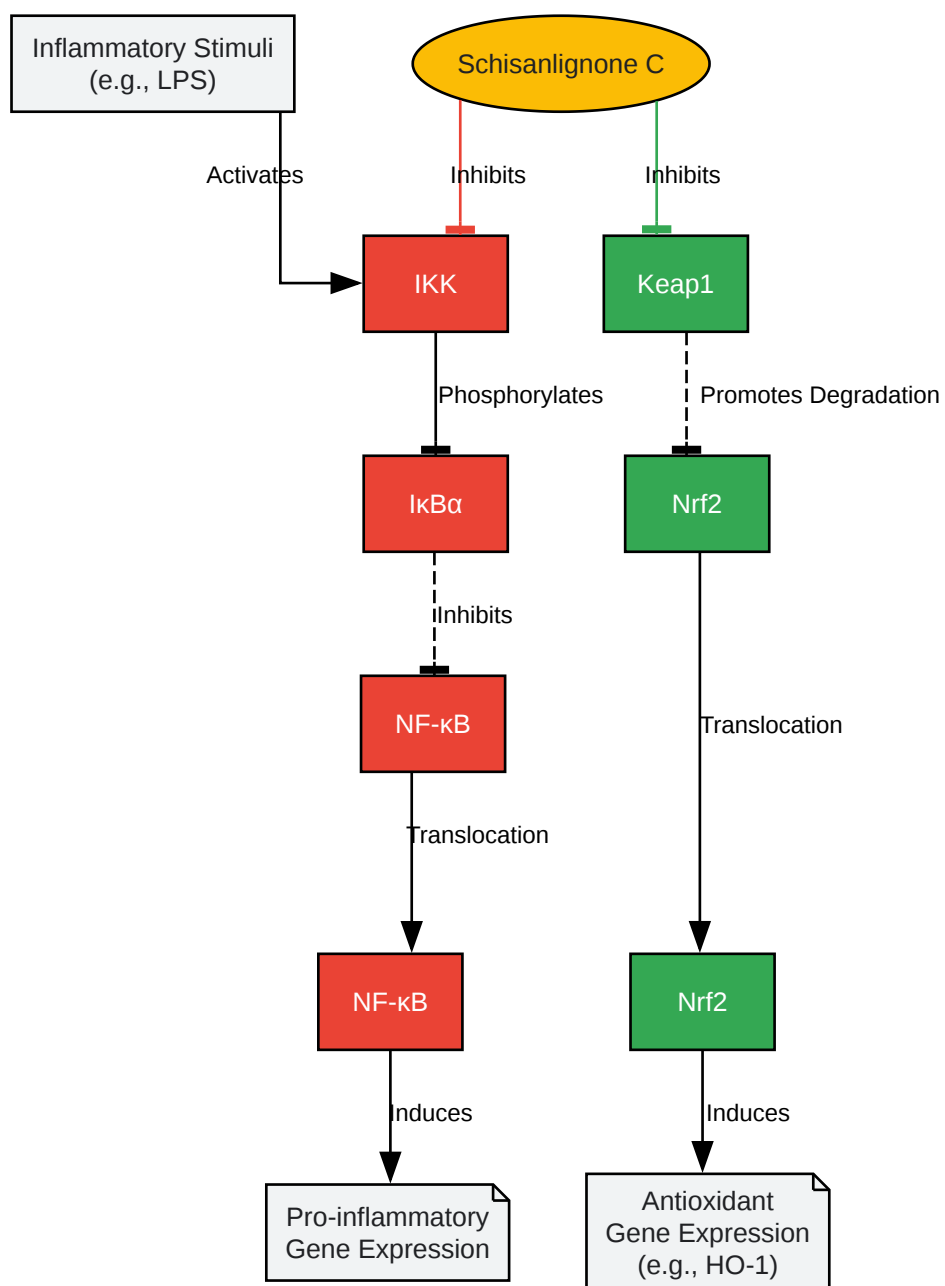 Inflammatory Stimuli
(e.g., LPS)
Schisanlignone C
Activates
Inhibits
Inhibits
IKK
Keap1
Phosphorylates
Promotes Degradation
IκBα
Nrf2
Inhibits
NF-κB
Translocation
Translocation
NF-κB
Nrf2
Induces
Induces
Pro-inflammatory
Gene Expression
Antioxidant
Gene Expression
(e.g., HO-1)